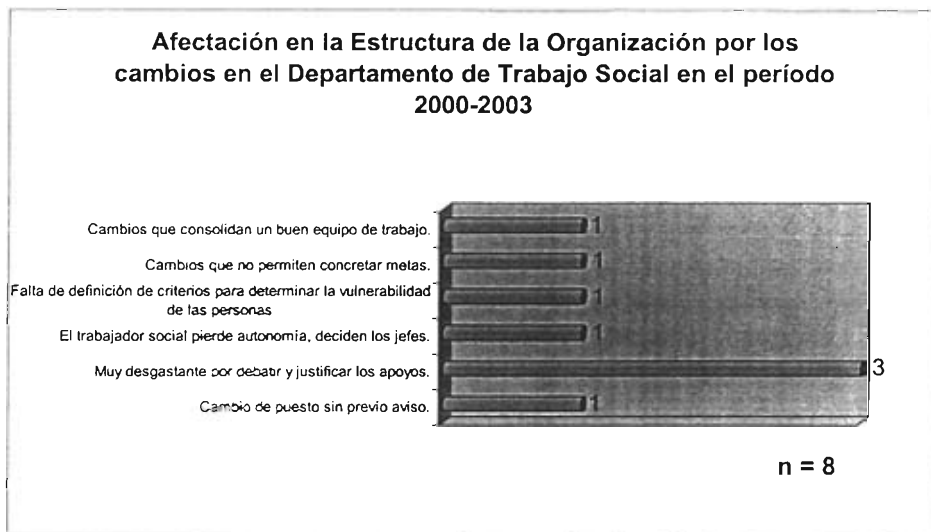 Afectación en la Estructura de la Organización por los
cambios en el Departamento de Trabajo Social en el período
2000-2003
Cambios que consolidan un buen equipo de trabajo. 1
Cambios que no permiten concretar metas. 1
Falta de definición de criterios para determinar la vulnerabilidad
de las personas 1
El trabajador social pierde autonomía, deciden los jefes. 1
Muy desgastante por debatir y justificar los apoyos. 3
Cambio de puesto sin previo aviso. 1
n = 8